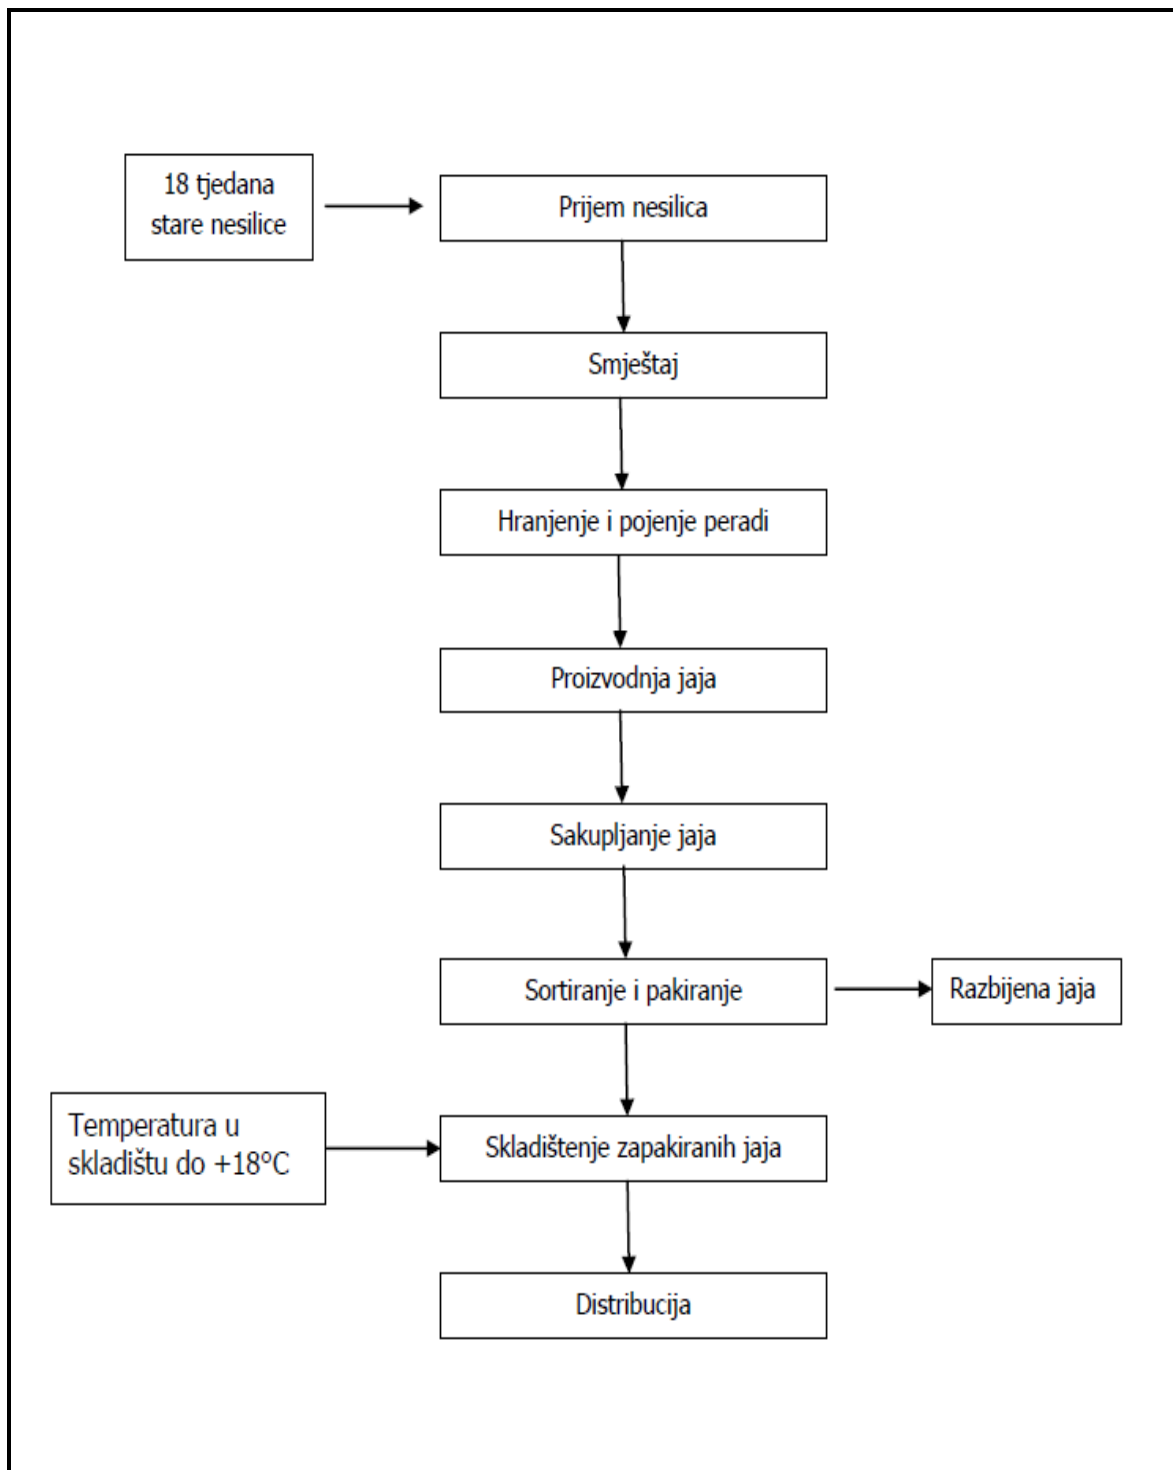 18 tjedana
stare nesilice
Prijem nesilica
Smještaj
Hranjenje i pojenje peradi
Proizvodnja jaja
Sakupljanje jaja
Sortiranje i pakiranje
Razbijena jaja
Temperatura u
skladištu do +18°C
Skladištenje zapakiranih jaja
Distribucija